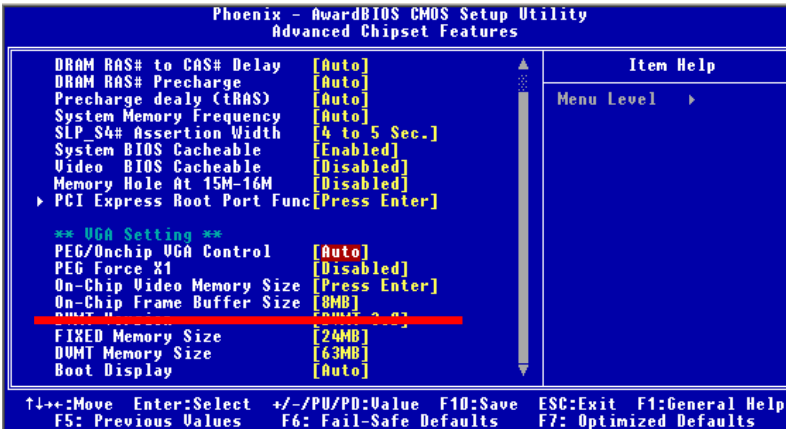 Phoenix - AwardBIOS CMOS Setup Utility
Advanced Chipset Features
DRAM RAS# to CAS# Delay [Auto]
DRAM RAS# Precharge [Auto]
Precharge dealy (tRAS) [Auto]
System Memory Frequency [Auto]
SLP_S4# Assertion Width [4 to 5 Sec.]
System BIOS Cacheable [Enabled]
Video BIOS Cacheable [Disabled]
Memory Hole At 15M-16M [Disabled]
PCI Express Root Port Func[Press Enter]
** VGA Setting **
PEG/Onchip VGA Control [Auto]
PEG Force X1 [Disabled]
On-Chip Video Memory Size [Press Enter]
On-Chip Frame Buffer Size [8MB]
FIXED Memory Size [24MB]
DVMT Memory Size [63MB]
Boot Display [Auto]
Item Help
Menu Level
↑↓→←:Move Enter:Select +/-/PU/PD:Value F10:Save ESC:Exit F1:General Help
F5: Previous Values F6: Fail-Safe Defaults F7: Optimized Defaults